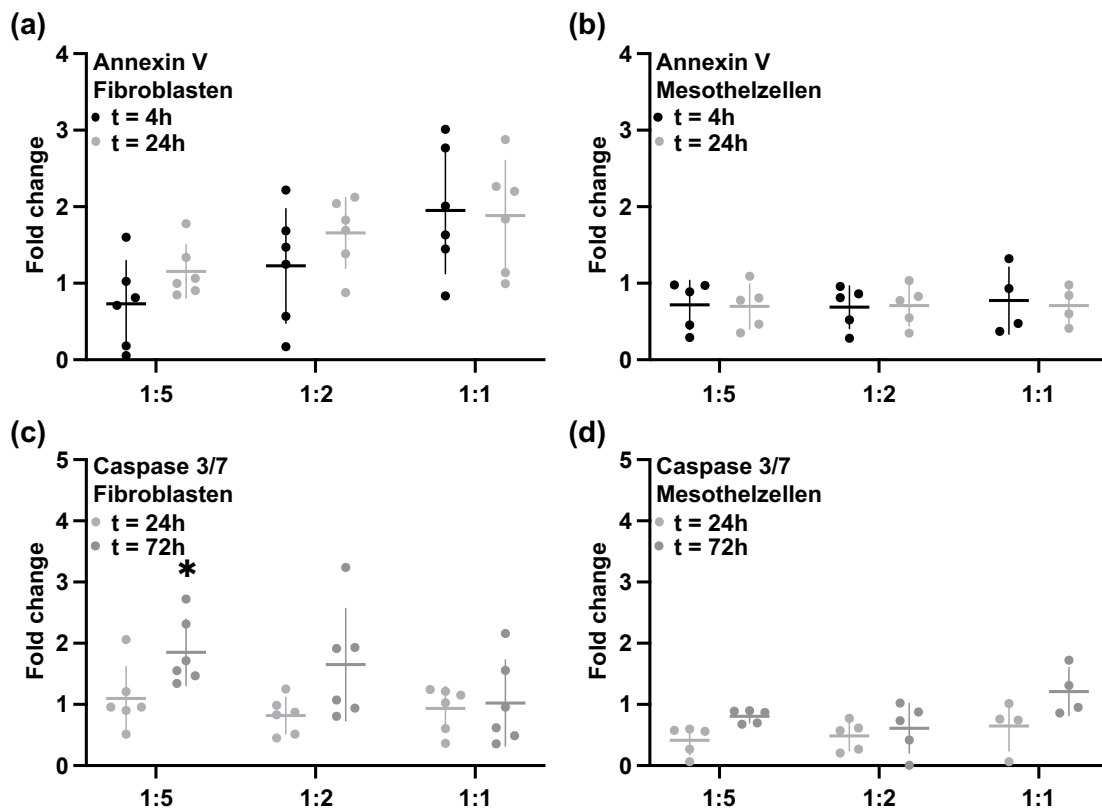 (a)
Annexin V
Fibroblasten
t = 4h
t = 24h
Fold change
4
3
2
1
0
1:5 1:2 1:1
(b)
Annexin V
Mesothelzellen
t = 4h
t = 24h
Fold change
4
3
2
1
0
1:5 1:2 1:1
(c)
Caspase 3/7
Fibroblasten
t = 24h
t = 72h
*
Fold change
5
4
3
2
1
0
1:5 1:2 1:1
(d)
Caspase 3/7
Mesothelzellen
t = 24h
t = 72h
Fold change
5
4
3
2
1
0
1:5 1:2 1:1